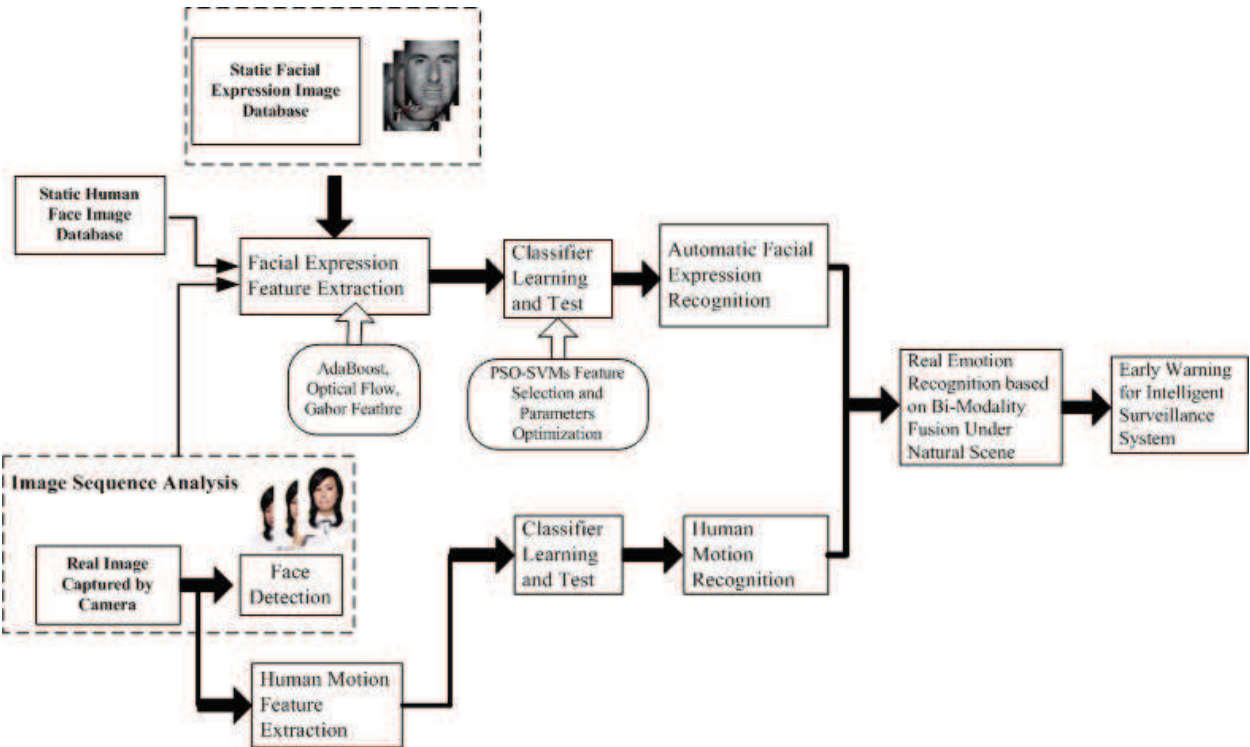 Static Facial
Expression Image
Database
Static Human
Face Image
Database
Facial Expression
Feature Extraction
Classifier
Learning
and Test
Automatic Facial
Expression
Recognition
AdaBoost,
Optical Flow,
Gabor Feathre
PSO-SVMs Feature
Selection and
Parameters
Optimization
Real Emotion
Recognition based
on Bi-Modality
Fusion Under
Natural Scene
Early Warning
for Intelligent
Surveillance
System
Image Sequence Analysis
Real Image
Captured by
Camera
Face
Detection
Classifier
Learning
and Test
Human
Motion
Recognition
Human Motion
Feature
Extraction